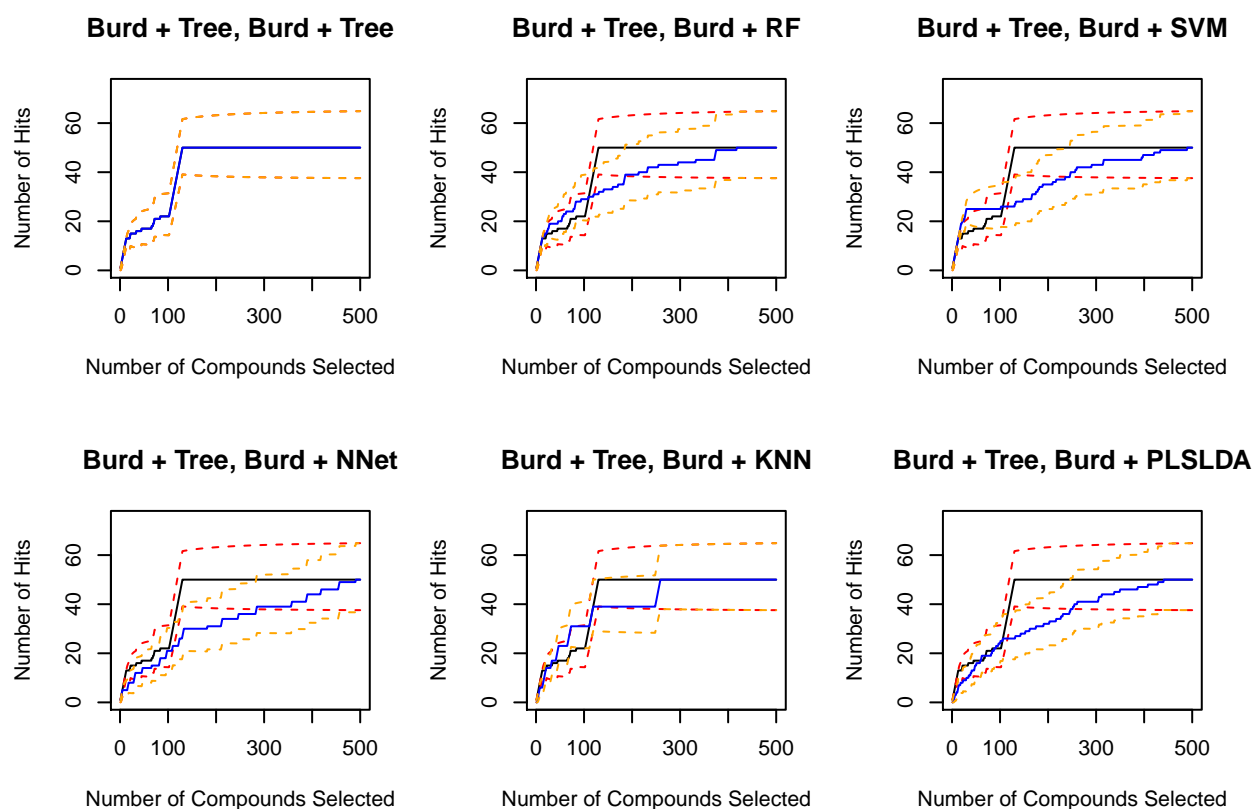 Burd + Tree, Burd + Tree
Number of Hits
0 20 40 60
0 100 300 500
Number of Compounds Selected
Burd + Tree, Burd + RF
Number of Hits
0 20 40 60
0 100 300 500
Number of Compounds Selected
Burd + Tree, Burd + SVM
Number of Hits
0 20 40 60
0 100 300 500
Number of Compounds Selected
Burd + Tree, Burd + NNet
Number of Hits
0 20 40 60
0 100 300 500
Number of Compounds Selected
Burd + Tree, Burd + KNN
Number of Hits
0 20 40 60
0 100 300 500
Number of Compounds Selected
Burd + Tree, Burd + PLSLDA
Number of Hits
0 20 40 60
0 100 300 500
Number of Compounds Selected